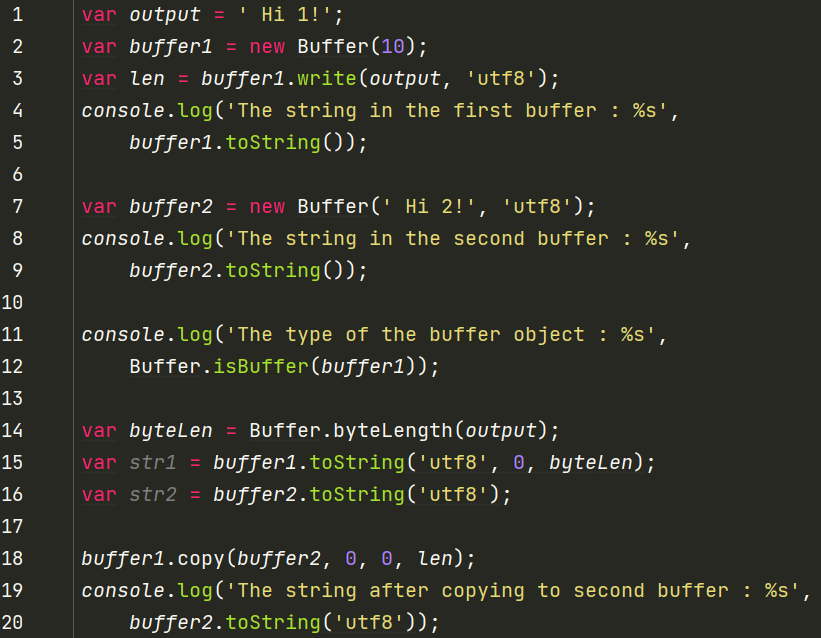 1 var output = ' Hi 1!';
2 var buffer1 = new Buffer(10);
3 var len = buffer1.write(output, 'utf8');
4 console.log('The string in the first buffer : %s',
5 buffer1.toString());
6
7 var buffer2 = new Buffer(' Hi 2!', 'utf8');
8 console.log('The string in the second buffer : %s',
9 buffer2.toString());
10
11 console.log('The type of the buffer object : %s',
12 Buffer.isBuffer(buffer1));
13
14 var byteLen = Buffer.byteLength(output);
15 var str1 = buffer1.toString('utf8', 0, byteLen);
16 var str2 = buffer2.toString('utf8');
17
18 buffer1.copy(buffer2, 0, 0, len);
19 console.log('The string after copying to second buffer : %s',
20 buffer2.toString('utf8'));